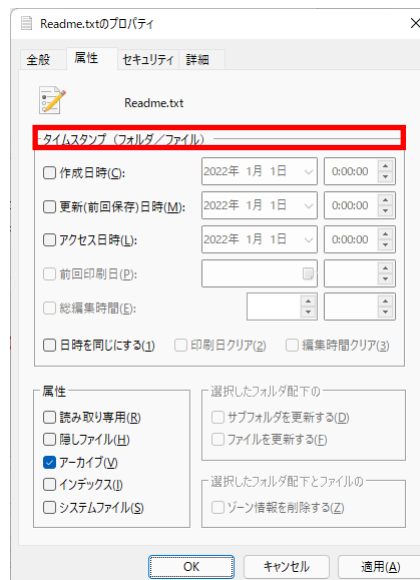 Readme.txtのプロパティ
全般 属性 セキュリティ 詳細
Readme.txt
タイムスタンプ（フォルダ／ファイル）
作成日時(C): 2022年 1月 1日 0:00:00
更新(前回保存)日時(M): 2022年 1月 1日 0:00:00
アクセス日時(L): 2022年 1月 1日 0:00:00
前回印刷日(P):
総編集時間(E):
日時を同じにする(1) 印刷日クリア(2) 編集時間クリア(3)
属性
読み取り専用(R)
隠しファイル(H)
アーカイブ(V)
インデックス(I)
システムファイル(S)
選択したフォルダ配下の
サブフォルダを更新する(D)
ファイルを更新する(F)
選択したフォルダ配下とファイルの
ゾーン情報を削除する(Z)
OK キャンセル 適用(A)